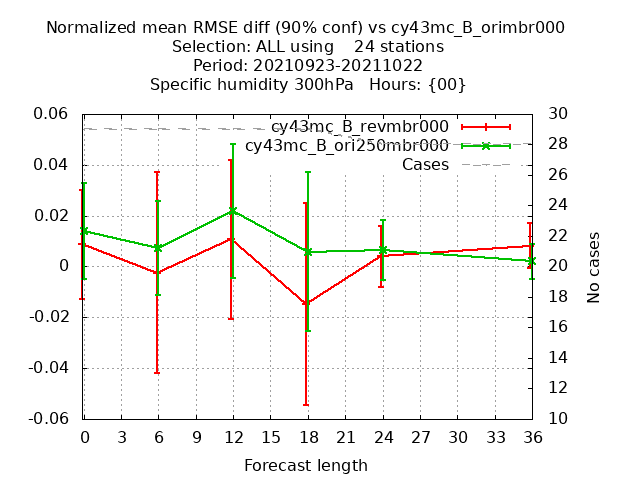 Normalized mean RMSE diff (90% conf) vs cy43mc_B_orimbr000
Selection: ALL using    24 stations
Period: 20210923-20211022
Specific humidity 300hPa   Hours: {00}
cy43mc_B_revmbr000
cy43mc_B_ori250mbr000
Cases
0.06
0.04
0.02
0
-0.02
-0.04
-0.06
30
28
26
24
22
20
18
16
14
12
10
No cases
0 3 6 9 12 15 18 21 24 27 30 33 36
Forecast length